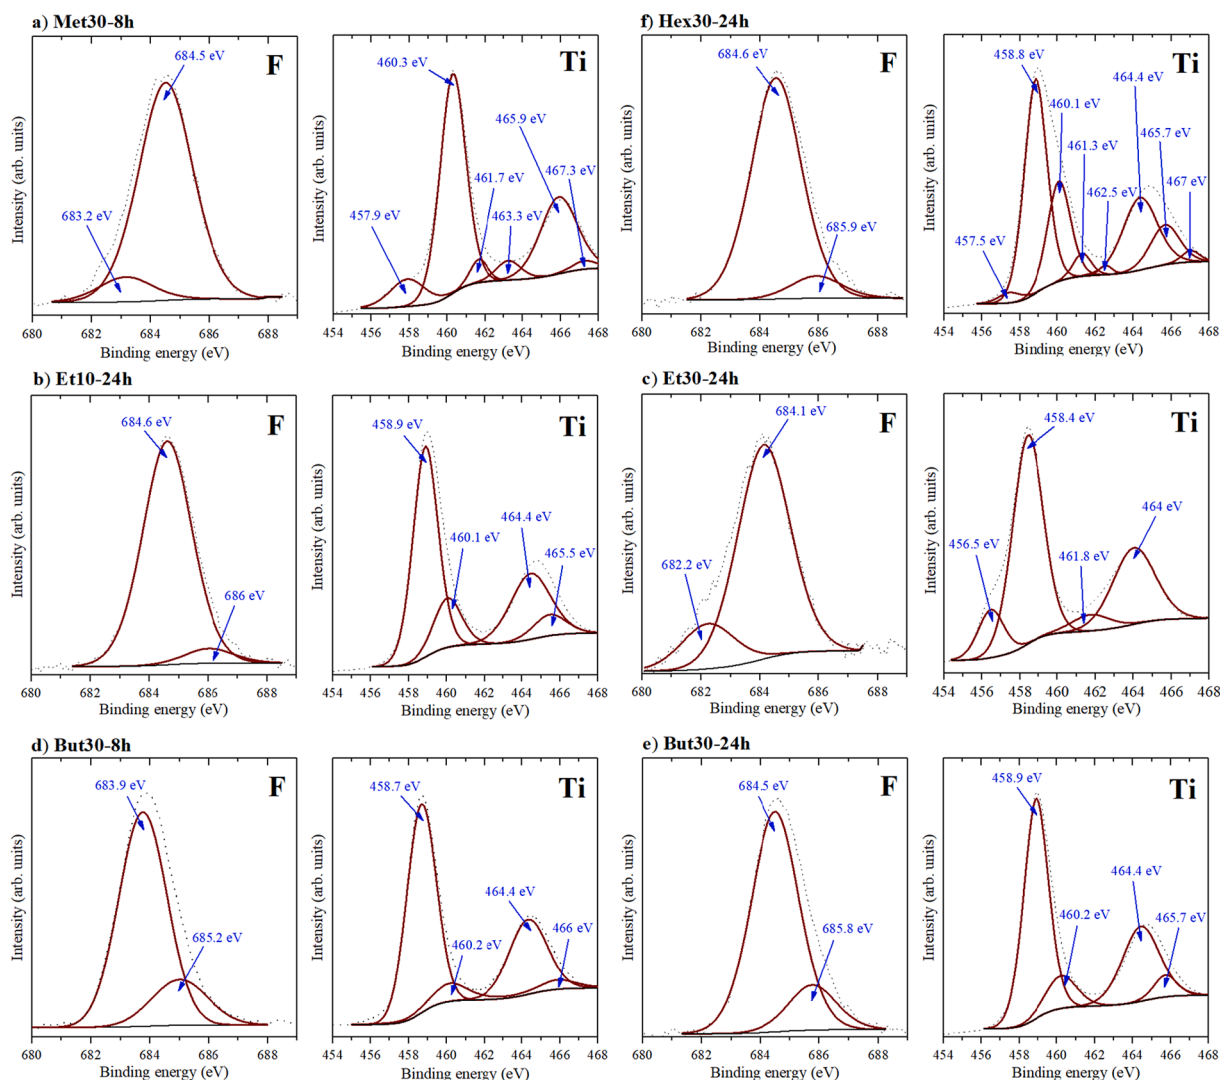 a) Met30-8h
F
684.5 eV
683.2 eV
Intensity (arb. units)
680 682 684 686 688
Binding energy (eV)
Ti
460.3 eV
465.9 eV
467.3 eV
461.7 eV
457.9 eV
463.3 eV
Intensity (arb. units)
454 456 458 460 462 464 466 468
Binding energy (eV)
f) Hex30-24h
F
684.6 eV
685.9 eV
Intensity (arb. units)
680 682 684 686 688
Binding energy (eV)
Ti
458.8 eV
464.4 eV
460.1 eV
465.7 eV
461.3 eV
467 eV
462.5 eV
457.5 eV
Intensity (arb. units)
454 456 458 460 462 464 466 468
Binding energy (eV)
b) Et10-24h
F
684.6 eV
686 eV
Intensity (arb. units)
680 682 684 686 688
Binding energy (eV)
Ti
458.9 eV
464.4 eV
460.1 eV
465.5 eV
Intensity (arb. units)
454 456 458 460 462 464 466 468
Binding energy (eV)
c) Et30-24h
F
684.1 eV
682.2 eV
Intensity (arb. units)
680 682 684 686 688
Binding energy (eV)
Ti
458.4 eV
464 eV
456.5 eV
461.8 eV
Intensity (arb. units)
454 456 458 460 462 464 466 468
Binding energy (eV)
d) But30-8h
F
683.9 eV
685.2 eV
Intensity (arb. units)
680 682 684 686 688
Binding energy (eV)
Ti
458.7 eV
464.4 eV
460.2 eV
466 eV
Intensity (arb. units)
454 456 458 460 462 464 466 468
Binding energy (eV)
e) But30-24h
F
684.5 eV
685.8 eV
Intensity (arb. units)
680 682 684 686 688
Binding energy (eV)
Ti
458.9 eV
464.4 eV
460.2 eV
465.7 eV
Intensity (arb. units)
454 456 458 460 462 464 466 468
Binding energy (eV)